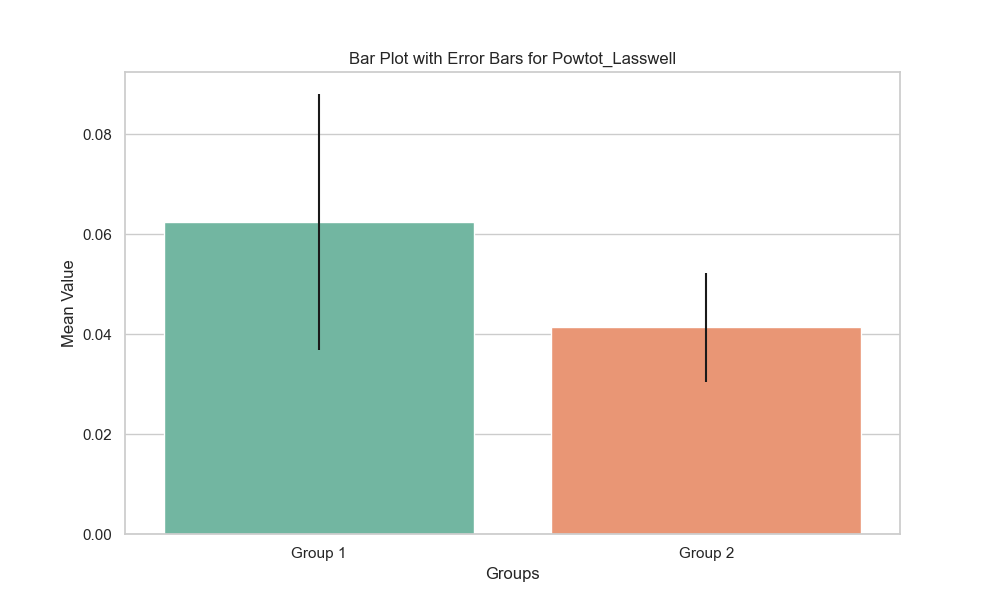 Bar Plot with Error Bars for Powtot_Lasswell
Mean Value
0.08
0.06
0.04
0.02
0.00
Group 1
Group 2
Groups